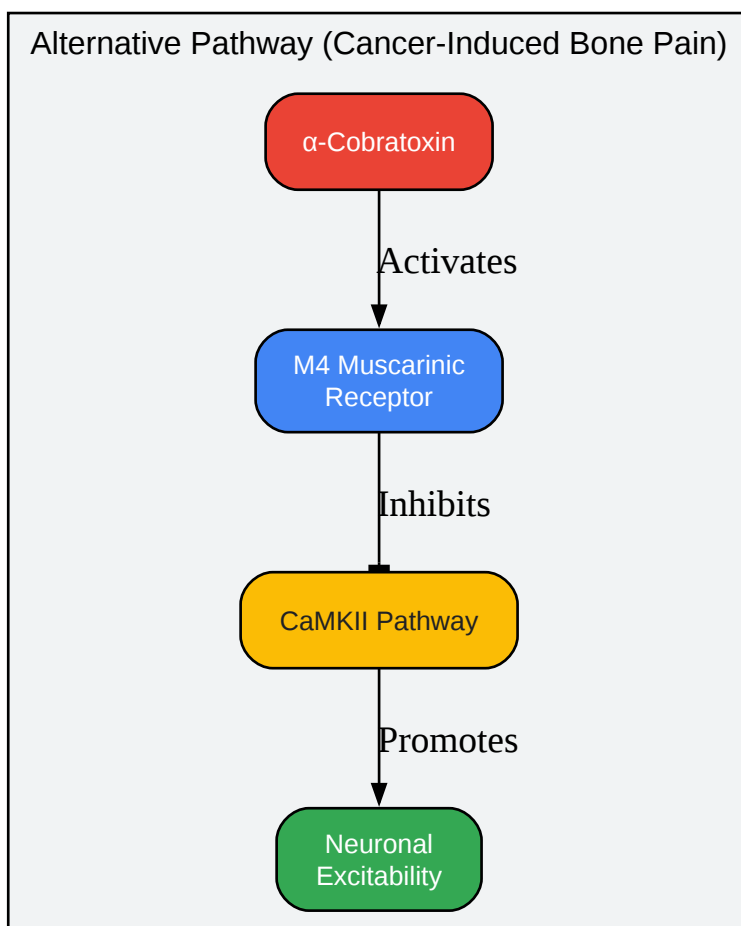 Alternative Pathway (Cancer-Induced Bone Pain)
α-Cobratoxin
Activates
M4 Muscarinic
Receptor
Inhibits
CaMKII Pathway
Promotes
Neuronal
Excitability